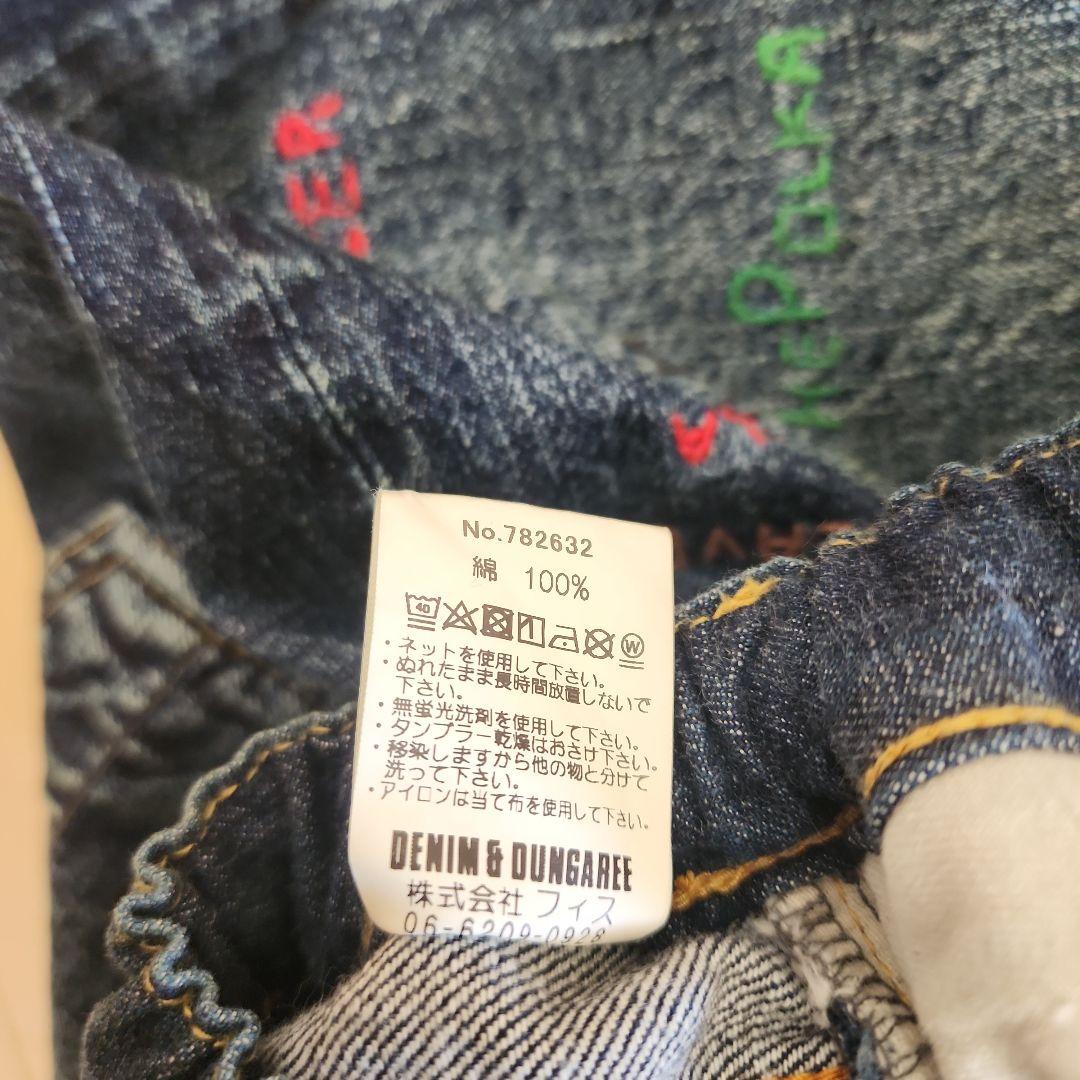 No.782632
綿 100%
40
W
・ネットを使用して下さい。
・ぬれたまま長時間放置しないで
下さい。
・無蛍光洗剤を使用して下さい。
・タンブラー乾燥はおさけ下さい。
・移染しますから他の物と分けて
洗って下さい。
・アイロンは当て布を使用して下さい。
DENIM & DUNGAREE
株式会社 フィス
06-6209-0928